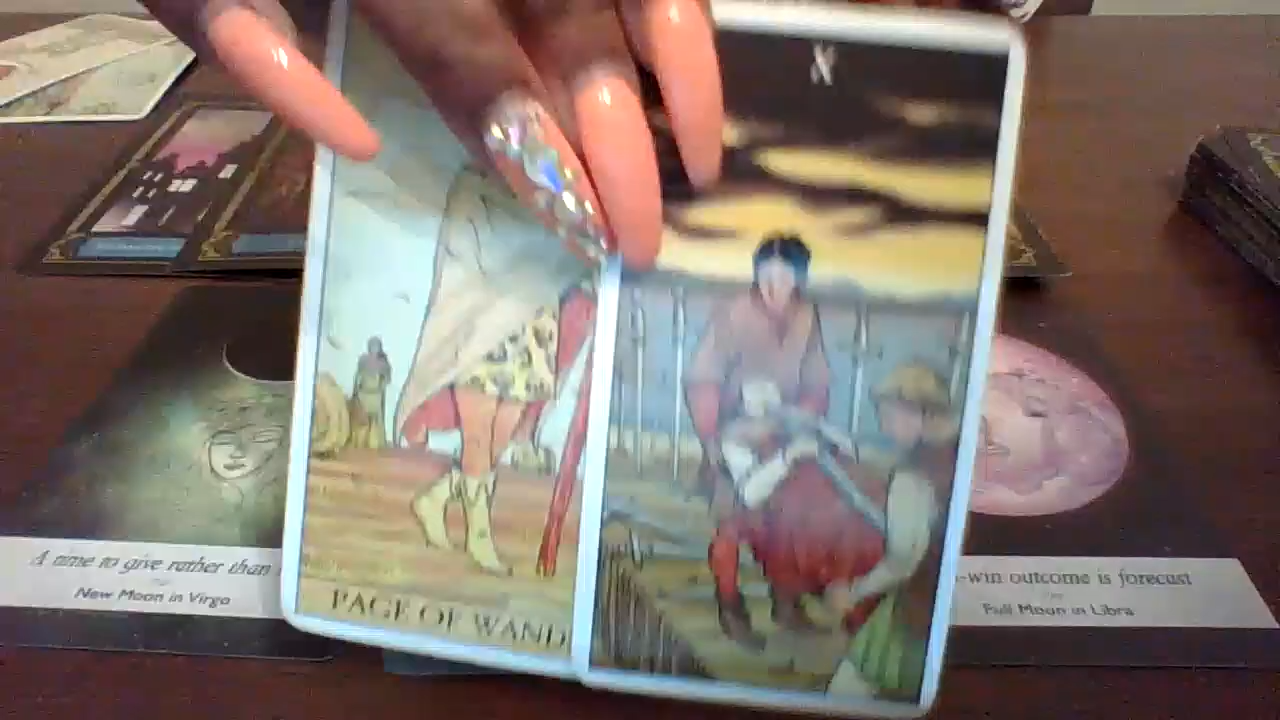 PAGE OF WAND
A time to give rather than
New Moon in Virgo
-win outcome is forecast
Full Moon in Libra